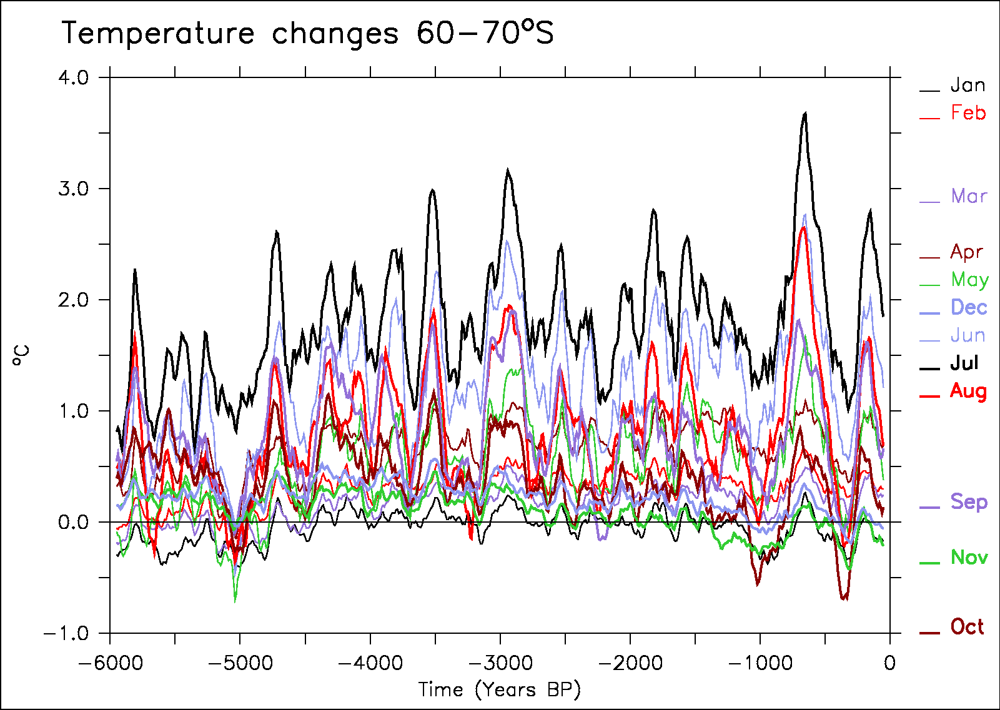 Temperature changes 60−70°S
4.0
3.0
2.0
1.0
0.0
−1.0
°C
−6000
−5000
−4000
−3000
−2000
−1000
0
Time (Years BP)
Jan
Feb
Mar
Apr
May
Dec
Jun
Jul
Aug
Sep
Nov
Oct